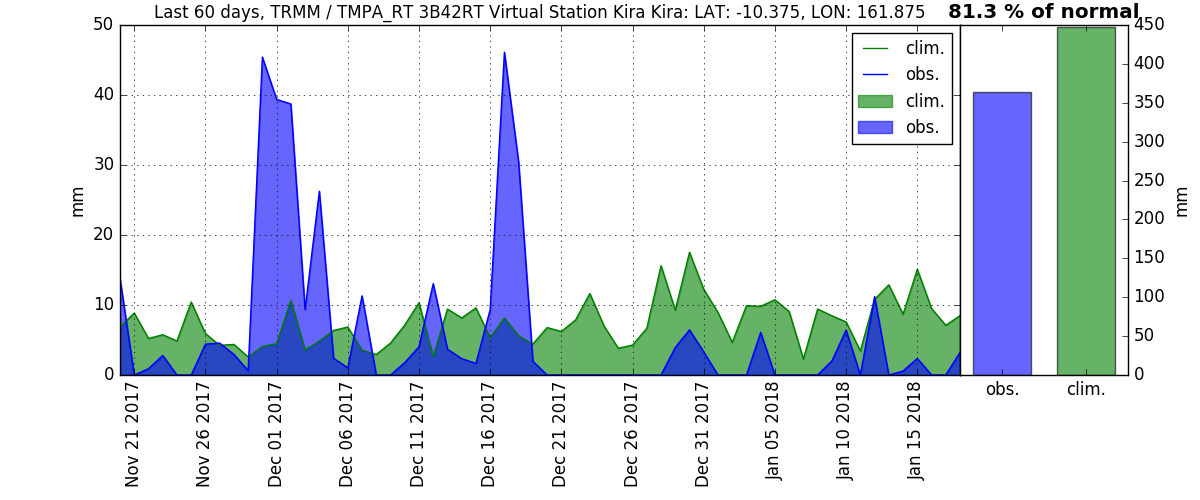 Last 60 days, TRMM / TMPA_RT 3B42RT Virtual Station Kira Kira: LAT: -10.375, LON: 161.875
81.3 % of normal
50
40
30
20
10
0
mm
clim.
obs.
clim.
obs.
Nov 21 2017
Nov 26 2017
Dec 01 2017
Dec 06 2017
Dec 11 2017
Dec 16 2017
Dec 21 2017
Dec 26 2017
Dec 31 2017
Jan 05 2018
Jan 10 2018
Jan 15 2018
450
400
350
300
250
200
150
100
50
0
mm
obs.
clim.